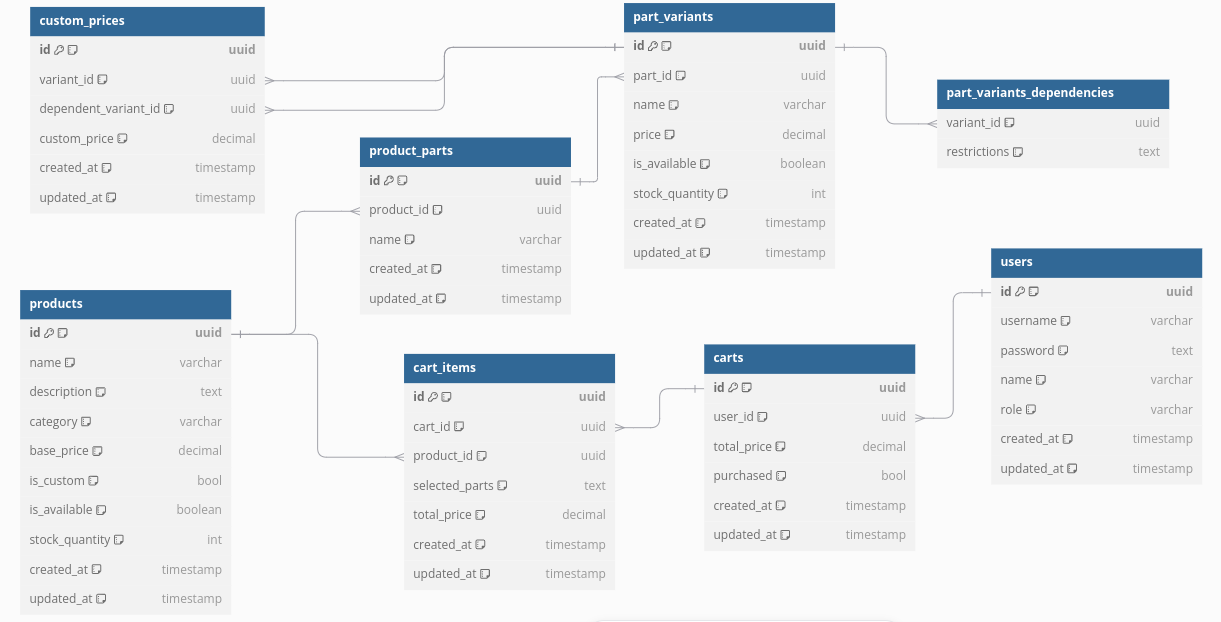 custom_prices
id uuid
variant_id uuid
dependent_variant_id uuid
custom_price decimal
created_at timestamp
updated_at timestamp
part_variants
id uuid
part_id uuid
name varchar
price decimal
is_available boolean
stock_quantity int
created_at timestamp
updated_at timestamp
part_variants_dependencies
variant_id uuid
restrictions text
product_parts
id uuid
product_id uuid
name varchar
created_at timestamp
updated_at timestamp
users
id uuid
username varchar
password text
name varchar
role varchar
created_at timestamp
updated_at timestamp
products
id uuid
name varchar
description text
category varchar
base_price decimal
is_custom bool
is_available boolean
stock_quantity int
created_at timestamp
updated_at timestamp
cart_items
id uuid
cart_id uuid
product_id uuid
selected_parts text
total_price decimal
created_at timestamp
updated_at timestamp
carts
id uuid
user_id uuid
total_price decimal
purchased bool
created_at timestamp
updated_at timestamp